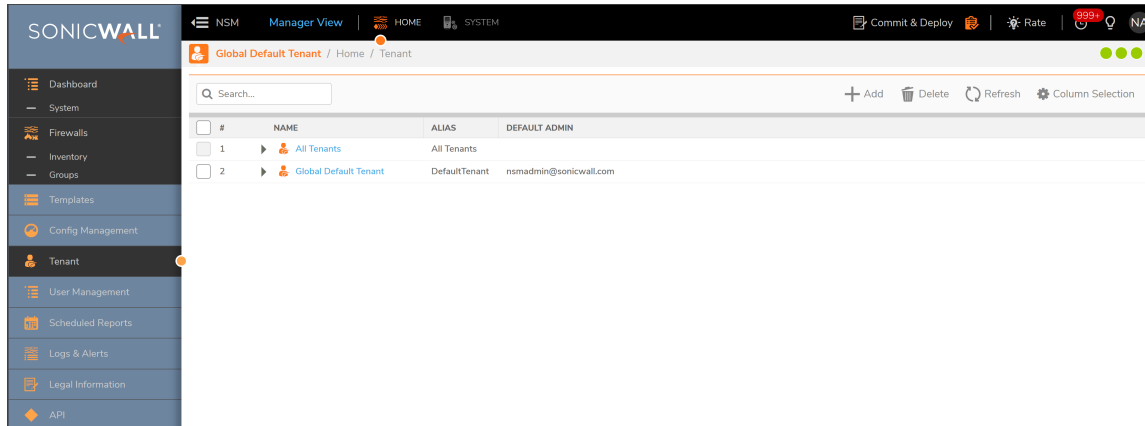 SONICWALL
NSM Manager View HOME SYSTEM Commit & Deploy Rate 999+ NA
Global Default Tenant / Home / Tenant
Dashboard
System
Firewalls
Inventory
Groups
Templates
Config Management
Tenant
User Management
Scheduled Reports
Logs & Alerts
Legal Information
API
Search... Add Delete Refresh Column Selection
# NAME ALIAS DEFAULT ADMIN
1 All Tenants All Tenants
2 Global Default Tenant DefaultTenant nsmadmin@sonicwall.com